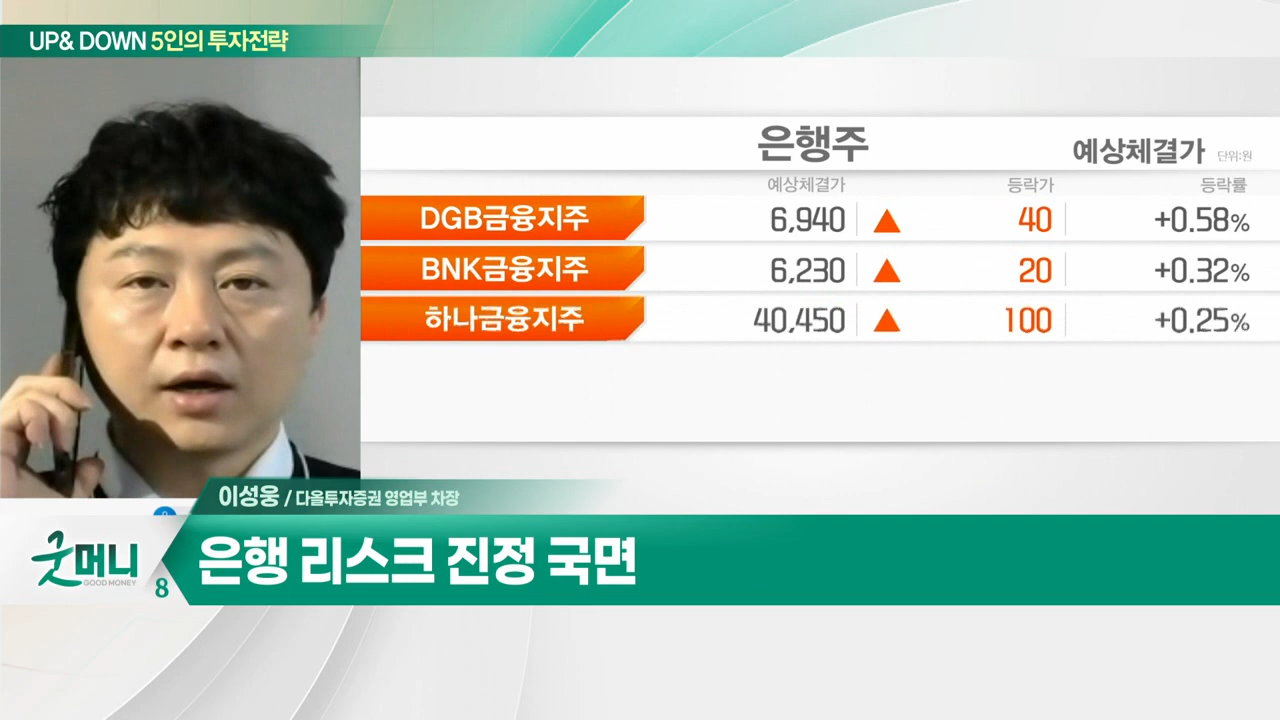 UP& DOWN 5인의 투자전략
은행주
예상체결가 단위:원
예상체결가 등락가 등락률
DGB금융지주 6,940 ▲ 40 +0.58%
BNK금융지주 6,230 ▲ 20 +0.32%
하나금융지주 40,450 ▲ 100 +0.25%
이성웅 / 다올투자증권 영업부 차장
굿머니
GOOD MONEY
8
은행 리스크 진정 국면